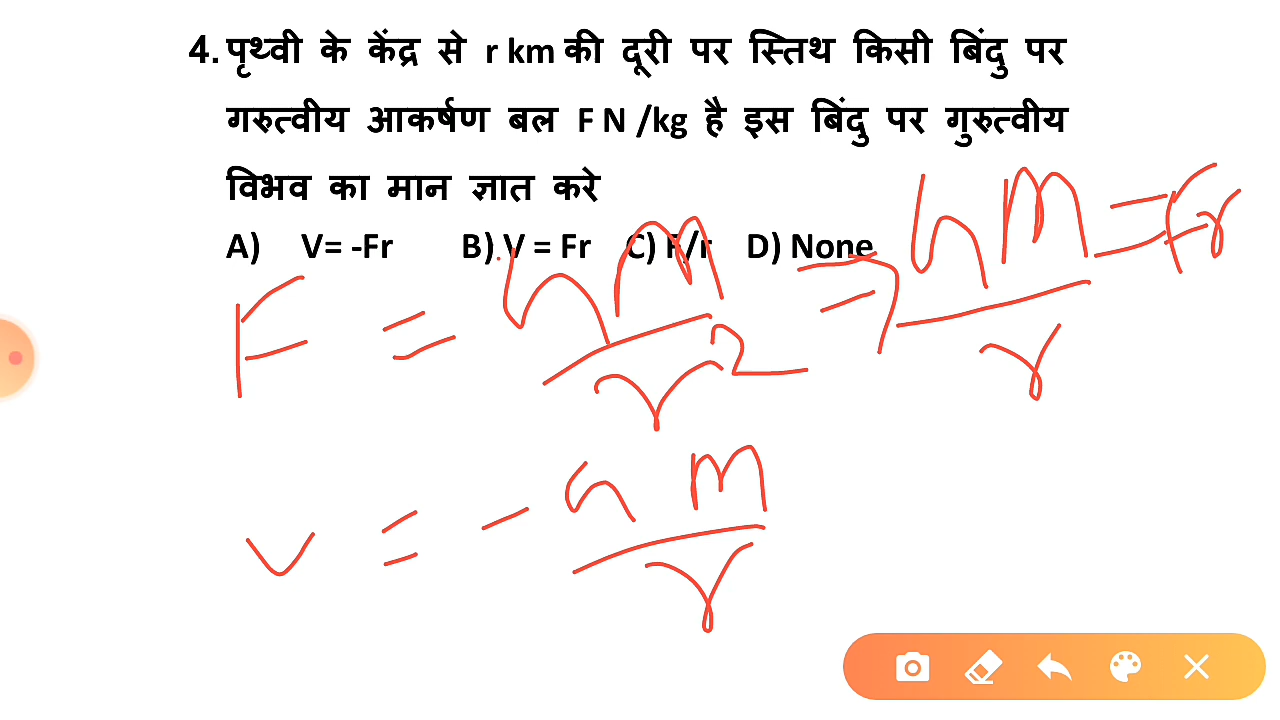 4. पृथ्वी के केंद्र से r km की दूरी पर स्तिथ किसी बिंदु पर
गरुत्वीय आकर्षण बल F N /kg है इस बिंदु पर गुरुत्वीय
विभव का मान ज्ञात करे
A) V= -Fr B) V = Fr C) F/r D) None
F = GM/r2 => GM/r = Fr
V = - GM/r